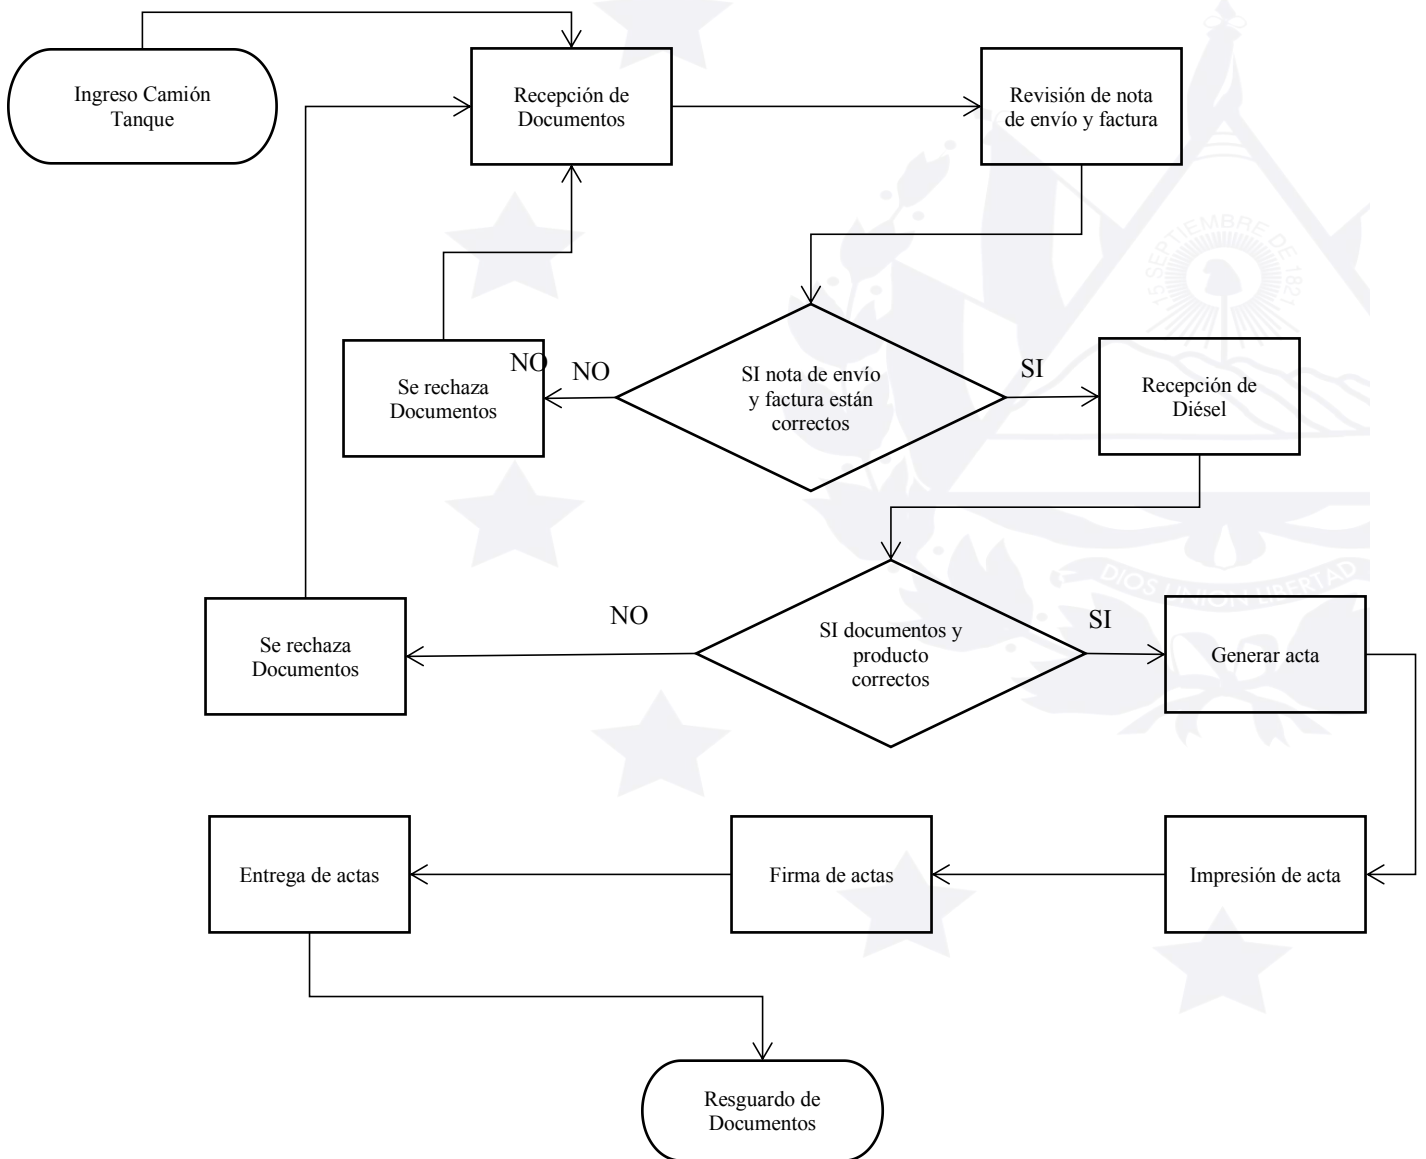 Ingreso Camión
Tanque
Recepción de
Documentos
Revisión de nota
de envío y factura
15 SEPTIEMBRE DE 1821
NO
NO
Se rechaza
Documentos
SI nota de envío
y factura están
correctos
SI
Recepción de
Diésel
DIOS UNION LIBERTAD
NO
Se rechaza
Documentos
SI documentos y
producto
correctos
SI
Generar acta
Entrega de actas
Firma de actas
Impresión de acta
Resguardo de
Documentos